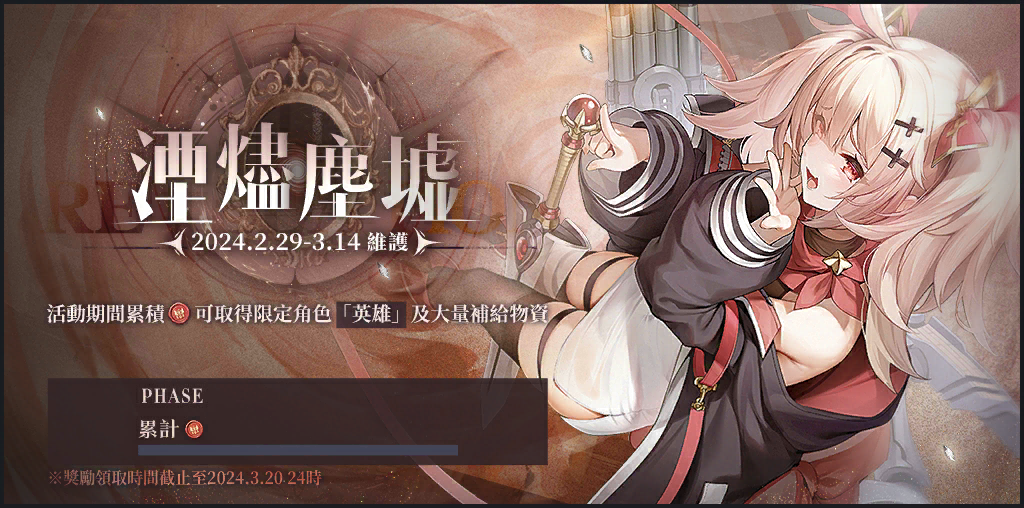 湮燼塵墟
2024.2.29-3.14 維護
活動期間累積 可取得限定角色「英雄」及大量補給物資
PHASE
累計
※獎勵領取時間截止至2024.3.20 24時